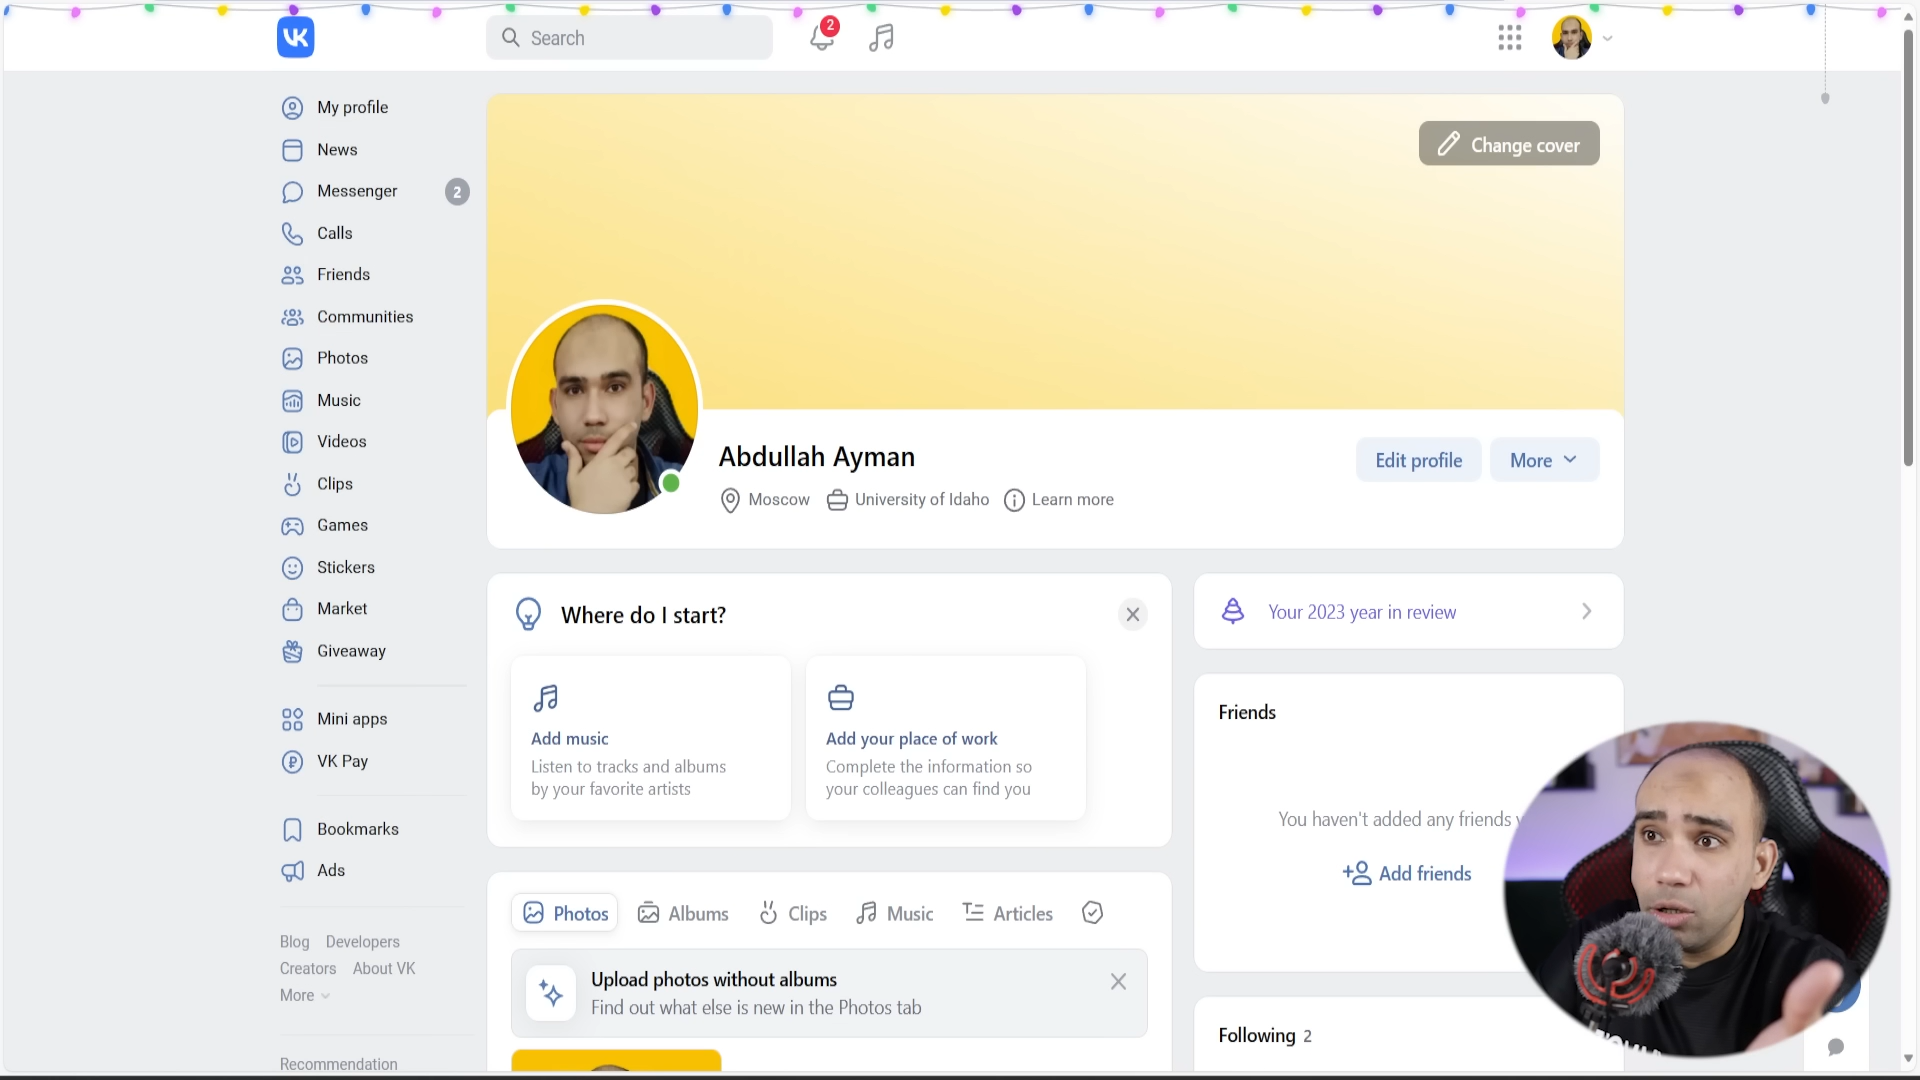 VK
Search
2
My profile
News
Messenger
2
Calls
Friends
Communities
Photos
Music
Videos
Clips
Games
Stickers
Market
Giveaway
Mini apps
VK Pay
Bookmarks
Ads
Blog Developers
Creators About VK
More
Recommendation
Change cover
Abdullah Ayman
Moscow University of Idaho Learn more
Edit profile
More
Where do I start?
Add music
Listen to tracks and albums
by your favorite artists
Add your place of work
Complete the information so
your colleagues can find you
Photos Albums Clips Music Articles
Upload photos without albums
Find out what else is new in the Photos tab
Your 2023 year in review
Friends
You haven't added any friends
Add friends
Following 2